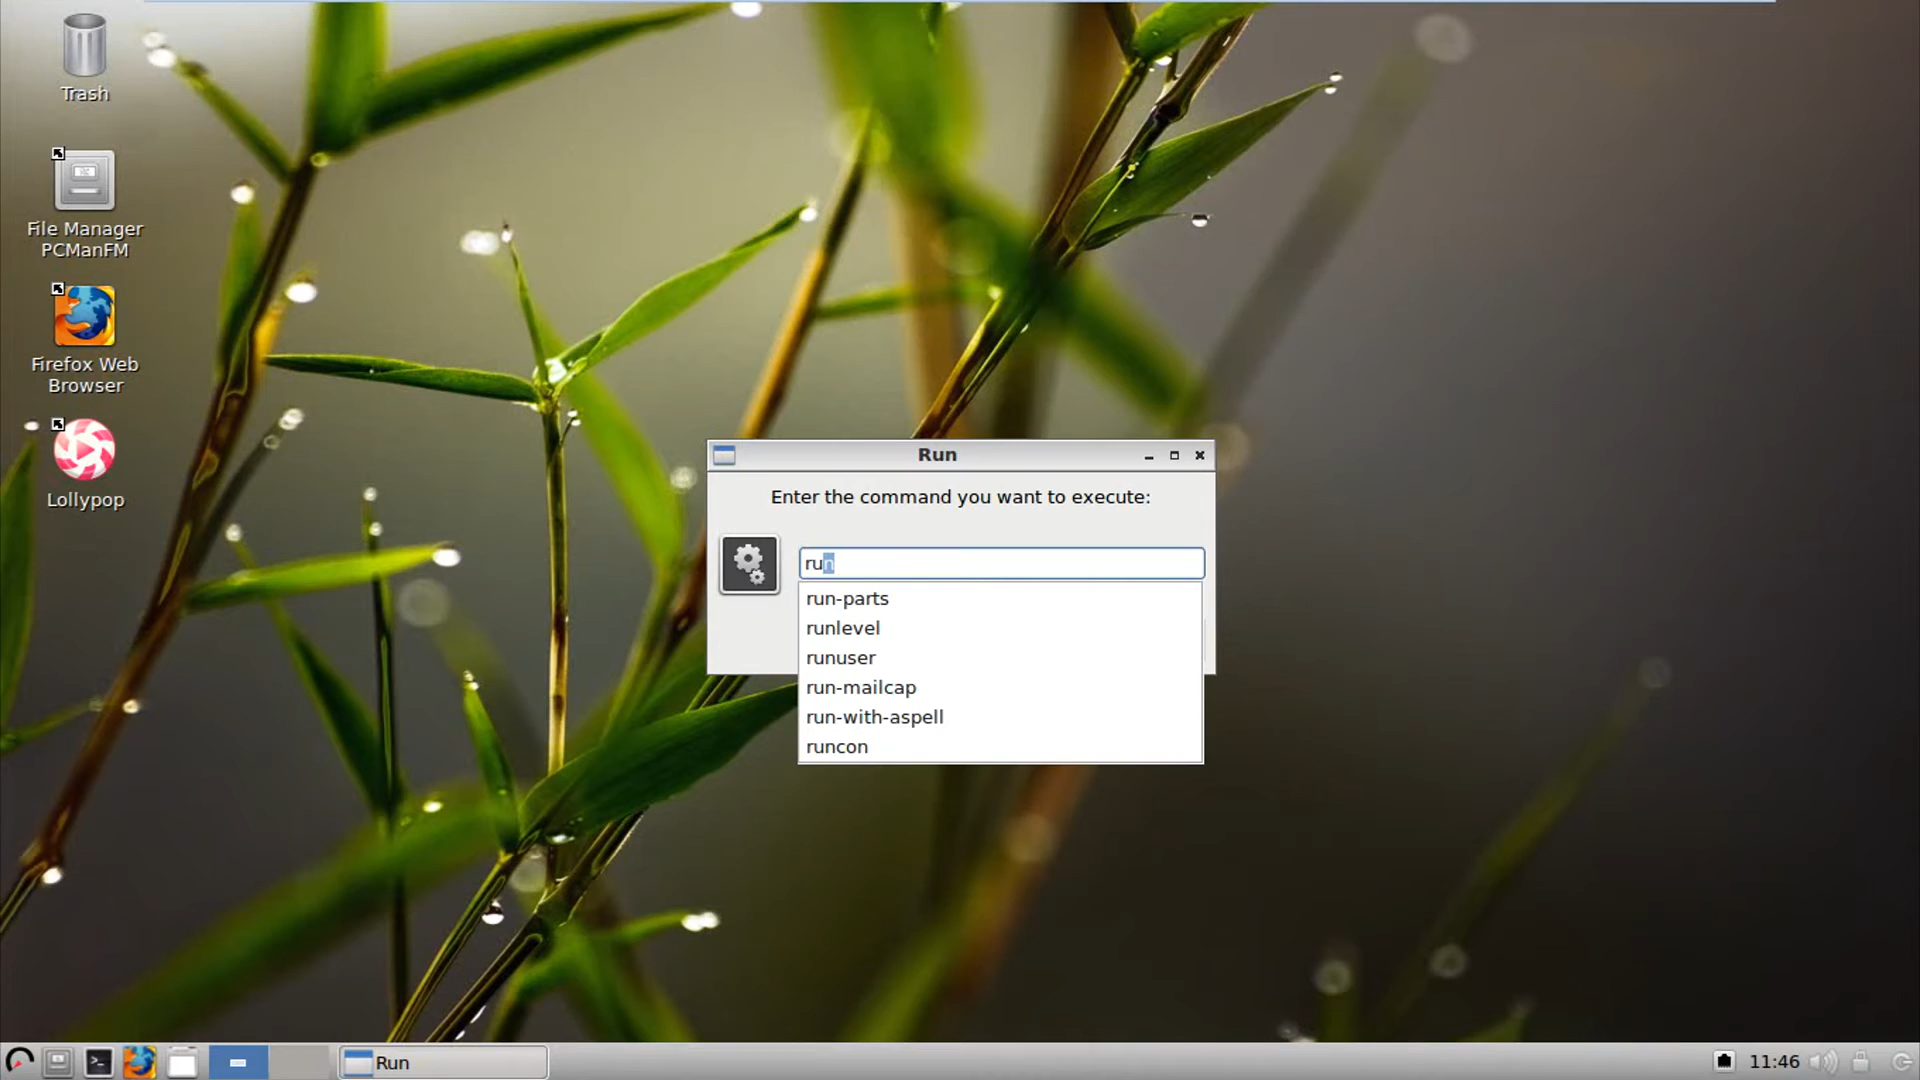 Trash
File Manager
PCManFM
Firefox Web
Browser
Lollypop
Run
Enter the command you want to execute:
run
run-parts
runlevel
runuser
run-mailcap
run-with-aspell
runcon
Run
11:46